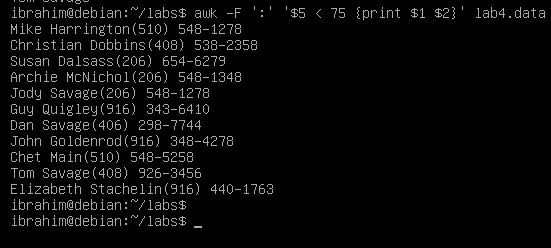 ibrahim@debian:~/labs$ awk -F ':' '$5 < 75 {print $1 $2}' lab4.data
Mike Harrington(510) 548-1278
Christian Dobbins(408) 538-2358
Susan Dalsass(206) 654-6279
Archie McNichol(206) 548-1348
Jody Savage(206) 548-1278
Guy Quigley(916) 343-6410
Dan Savage(406) 298-7744
John Goldenrod(916) 348-4278
Chet Main(510) 548-5258
Tom Savage(408) 926-3456
Elizabeth Stachelin(916) 440-1763
ibrahim@debian:~/labs$
ibrahim@debian:~/labs$ _